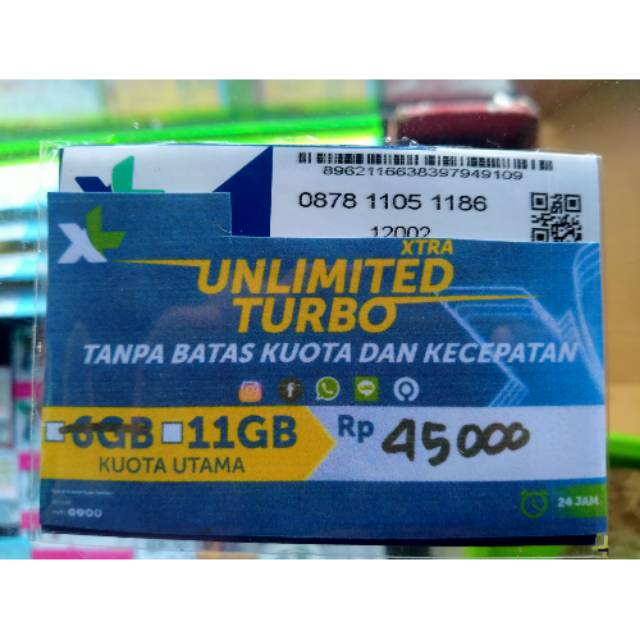 8962116638397949109
0878 1105 1186
12002
XL
XTRA
UNLIMITED
TURBO
TANPA BATAS KUOTA DAN KECEPATAN
6GB 11GB
KUOTA UTAMA
Rp 45000
24 JAM